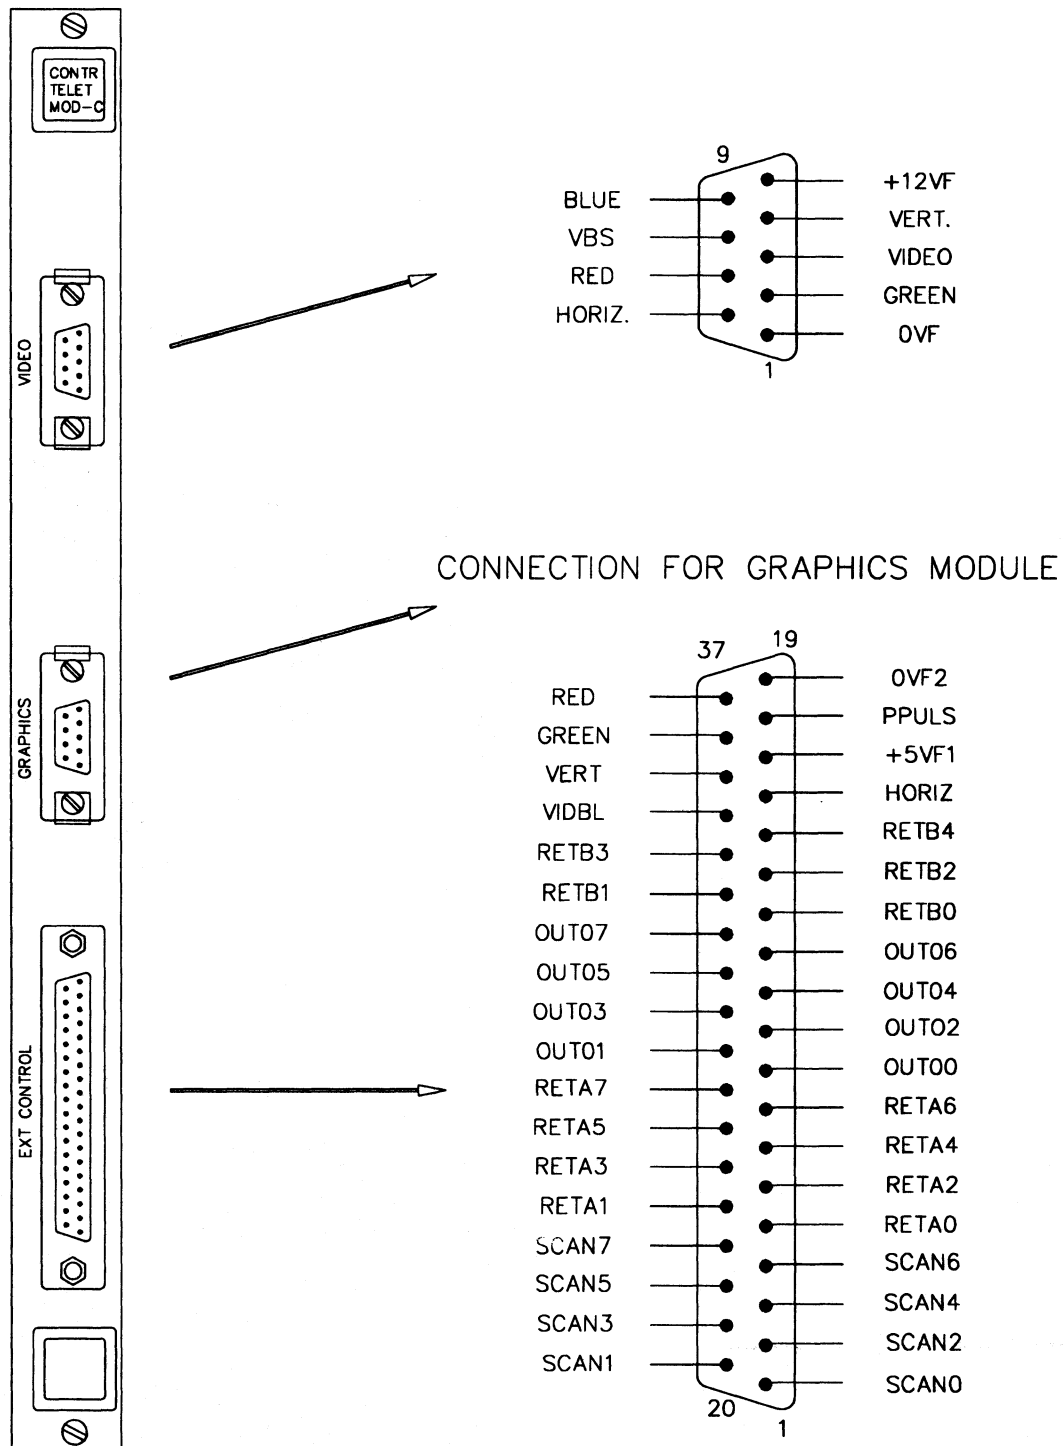 CONTR
TELET
MOD-C
VIDEO
9
BLUE
VBS
RED
HORIZ.
+12VF
VERT.
VIDEO
GREEN
0VF
1
CONNECTION FOR GRAPHICS MODULE
GRAPHICS
37
19
RED
GREEN
VERT
VIDBL
RETB3
RETB1
OUT07
OUT05
OUT03
OUT01
RETA7
RETA5
RETA3
RETA1
SCAN7
SCAN5
SCAN3
SCAN1
0VF2
PPULS
+5VF1
HORIZ
RETB4
RETB2
RETB0
OUT06
OUT04
OUT02
OUT00
RETA6
RETA4
RETA2
RETA0
SCAN6
SCAN4
SCAN2
SCAN0
20
1
EXT CONTROL